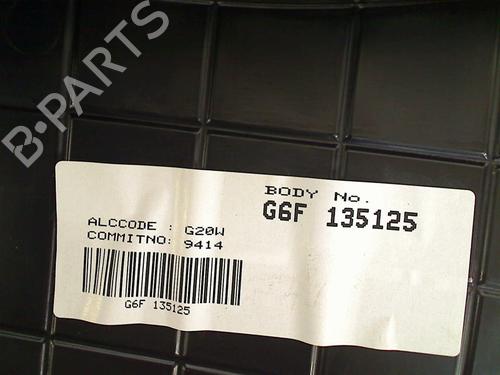 B-PARTS
BODY No.
G6F 135125
ALCCODE : G20W
COMMITNO: 9414
G6F 135125